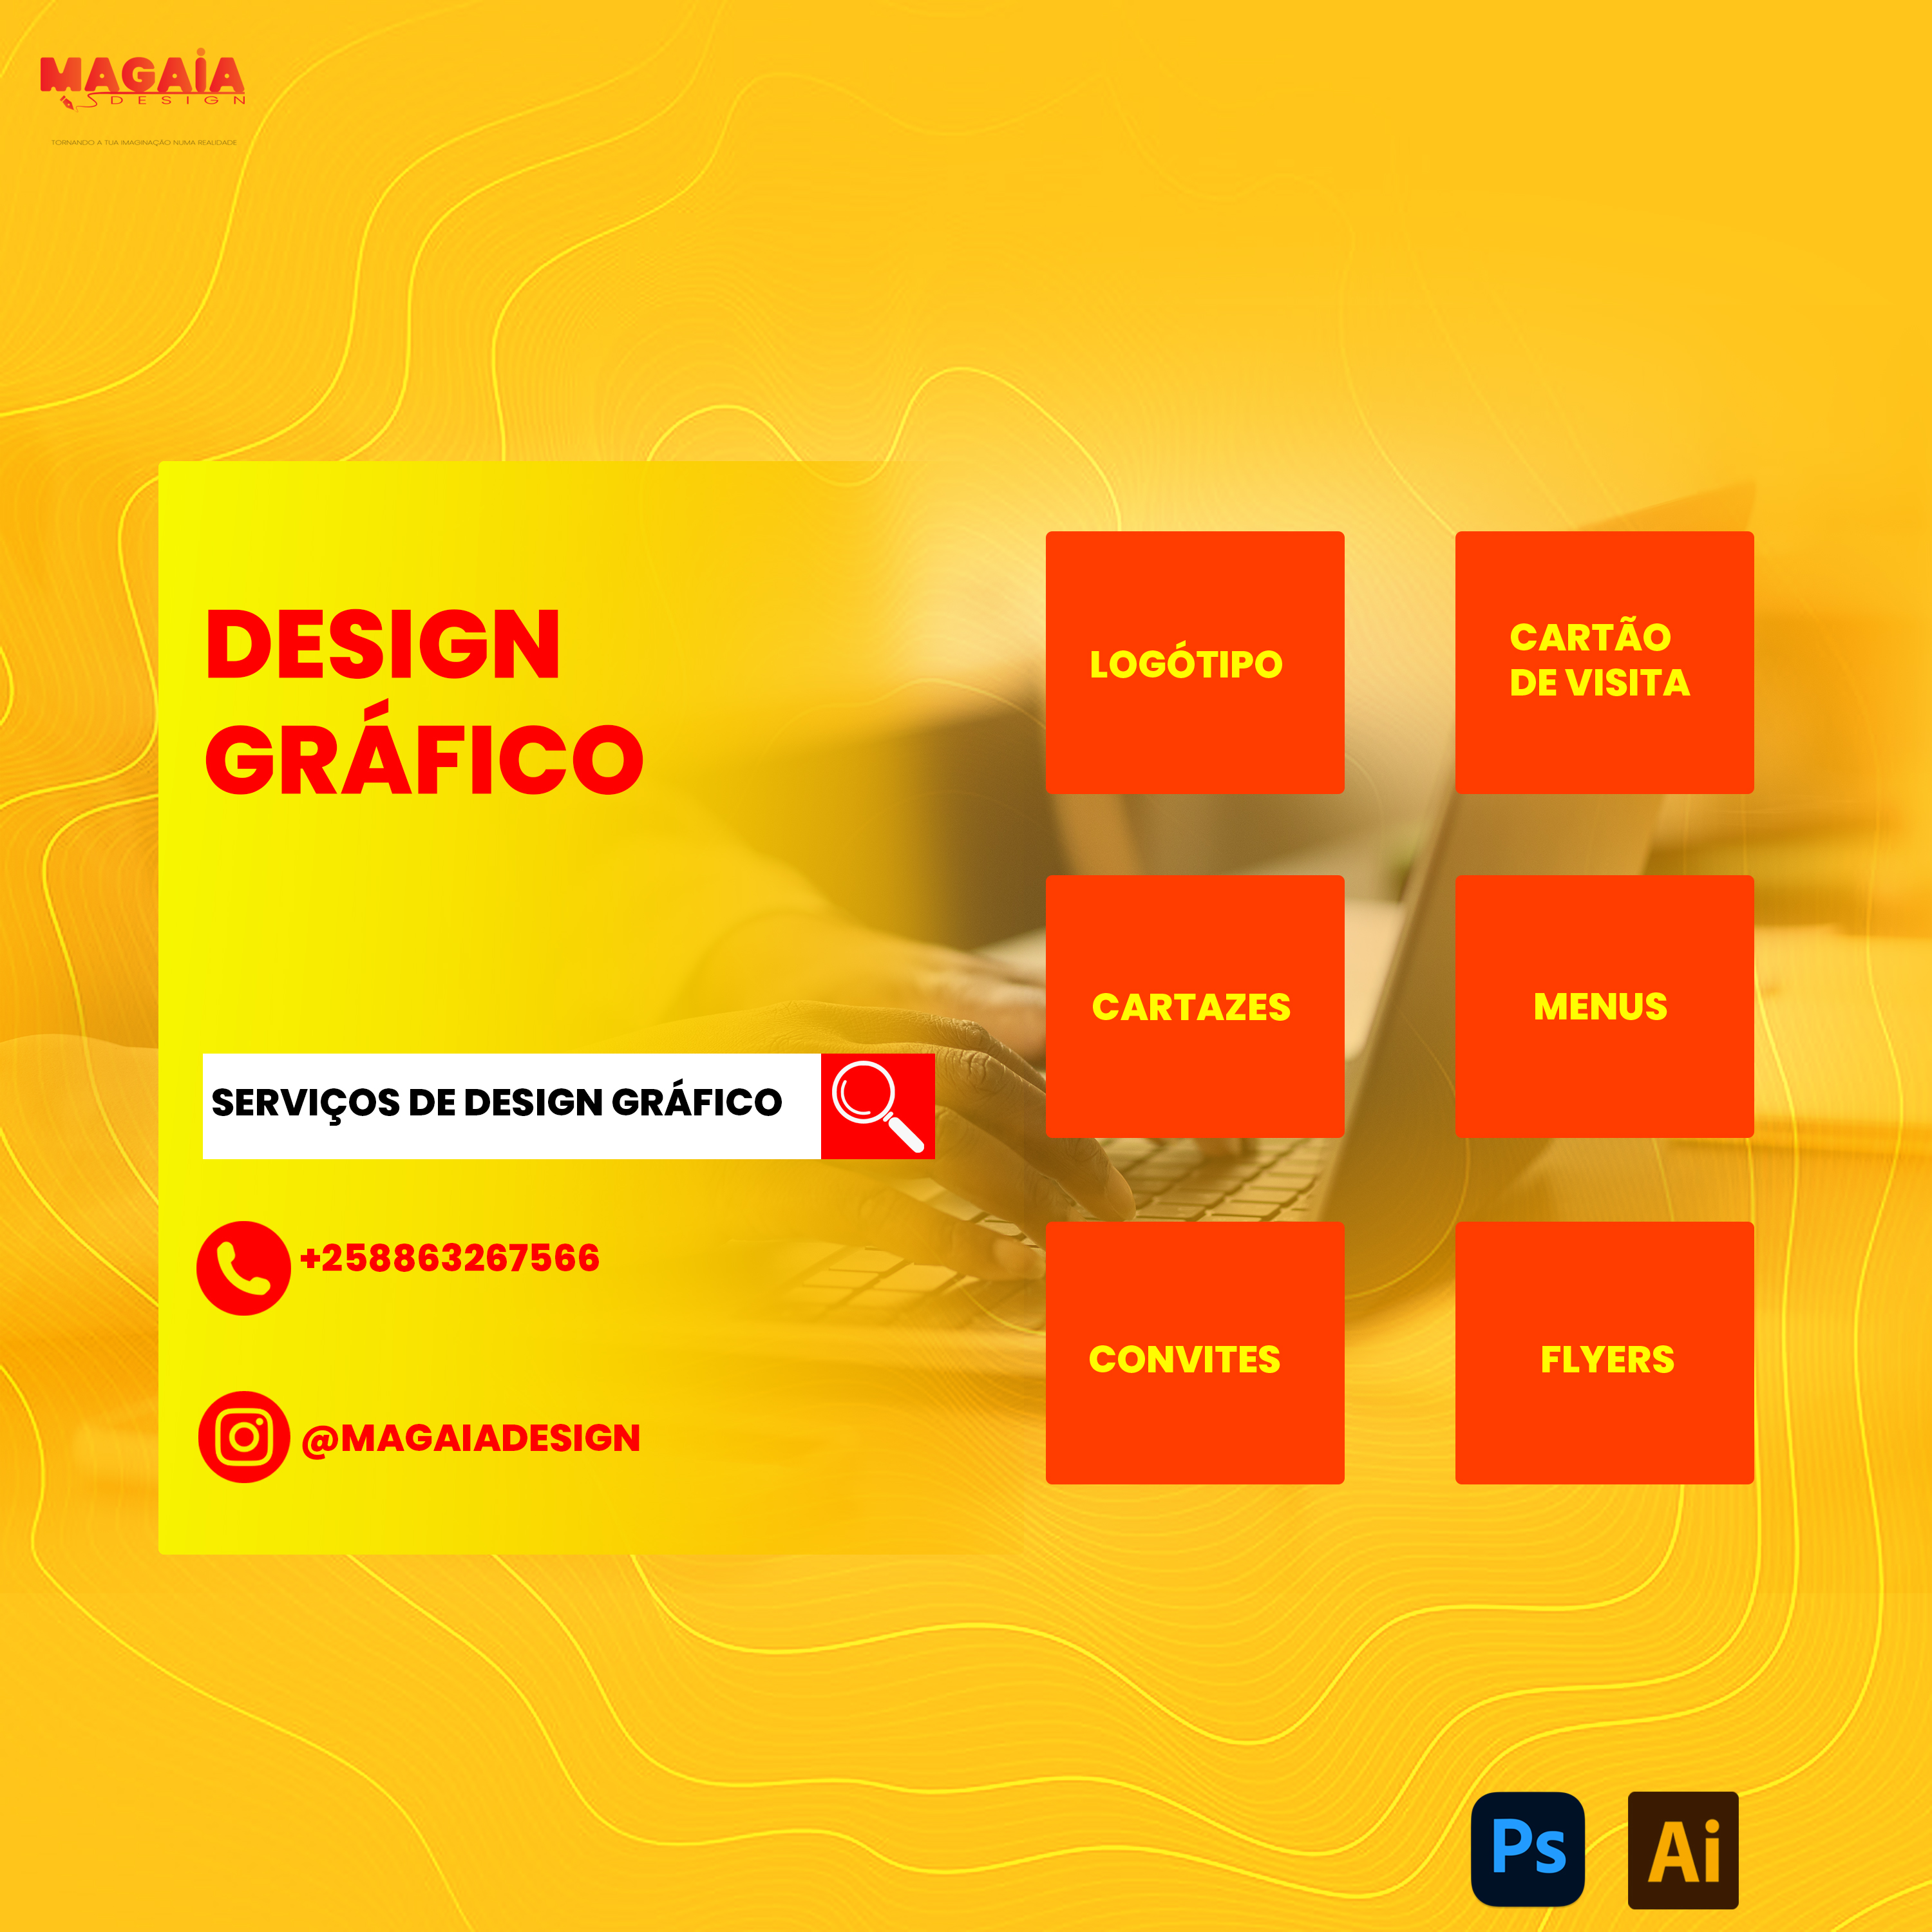 MAGAIA
DESIGN
TORNANDO A TUA IMAGINAÇÃO NUMA REALIDADE
DESIGN
GRÁFICO
SERVIÇOS DE DESIGN GRÁFICO
+258863267566
@MAGAIADESIGN
LOGÓTIPO
CARTÃO
DE VISITA
CARTAZES
MENUS
CONVITES
FLYERS
Ps
Ai